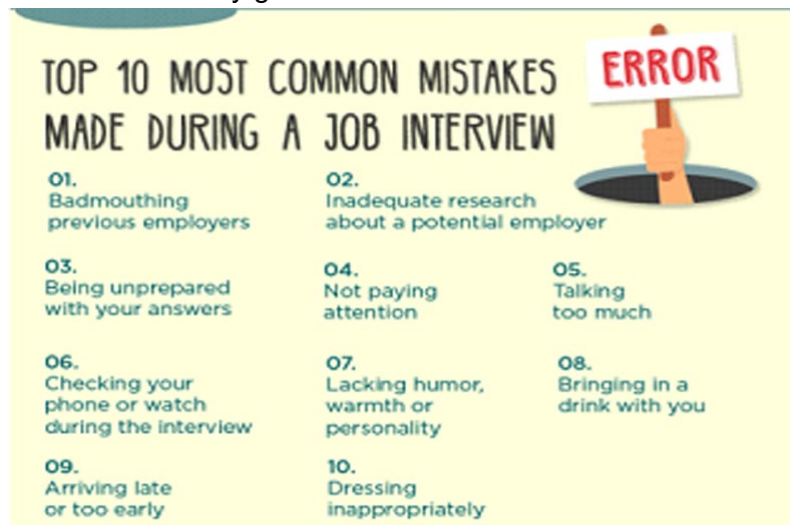 TOP 10 MOST COMMON MISTAKES
MADE DURING A JOB INTERVIEW
ERROR
01.
Badmouthing
previous employers
02.
Inadequate research
about a potential employer
03.
Being unprepared
with your answers
04.
Not paying
attention
05.
Talking
too much
06.
Checking your
phone or watch
during the interview
07.
Lacking humor,
warmth or
personality
08.
Bringing in a
drink with you
09.
Arriving late
or too early
10.
Dressing
inappropriately